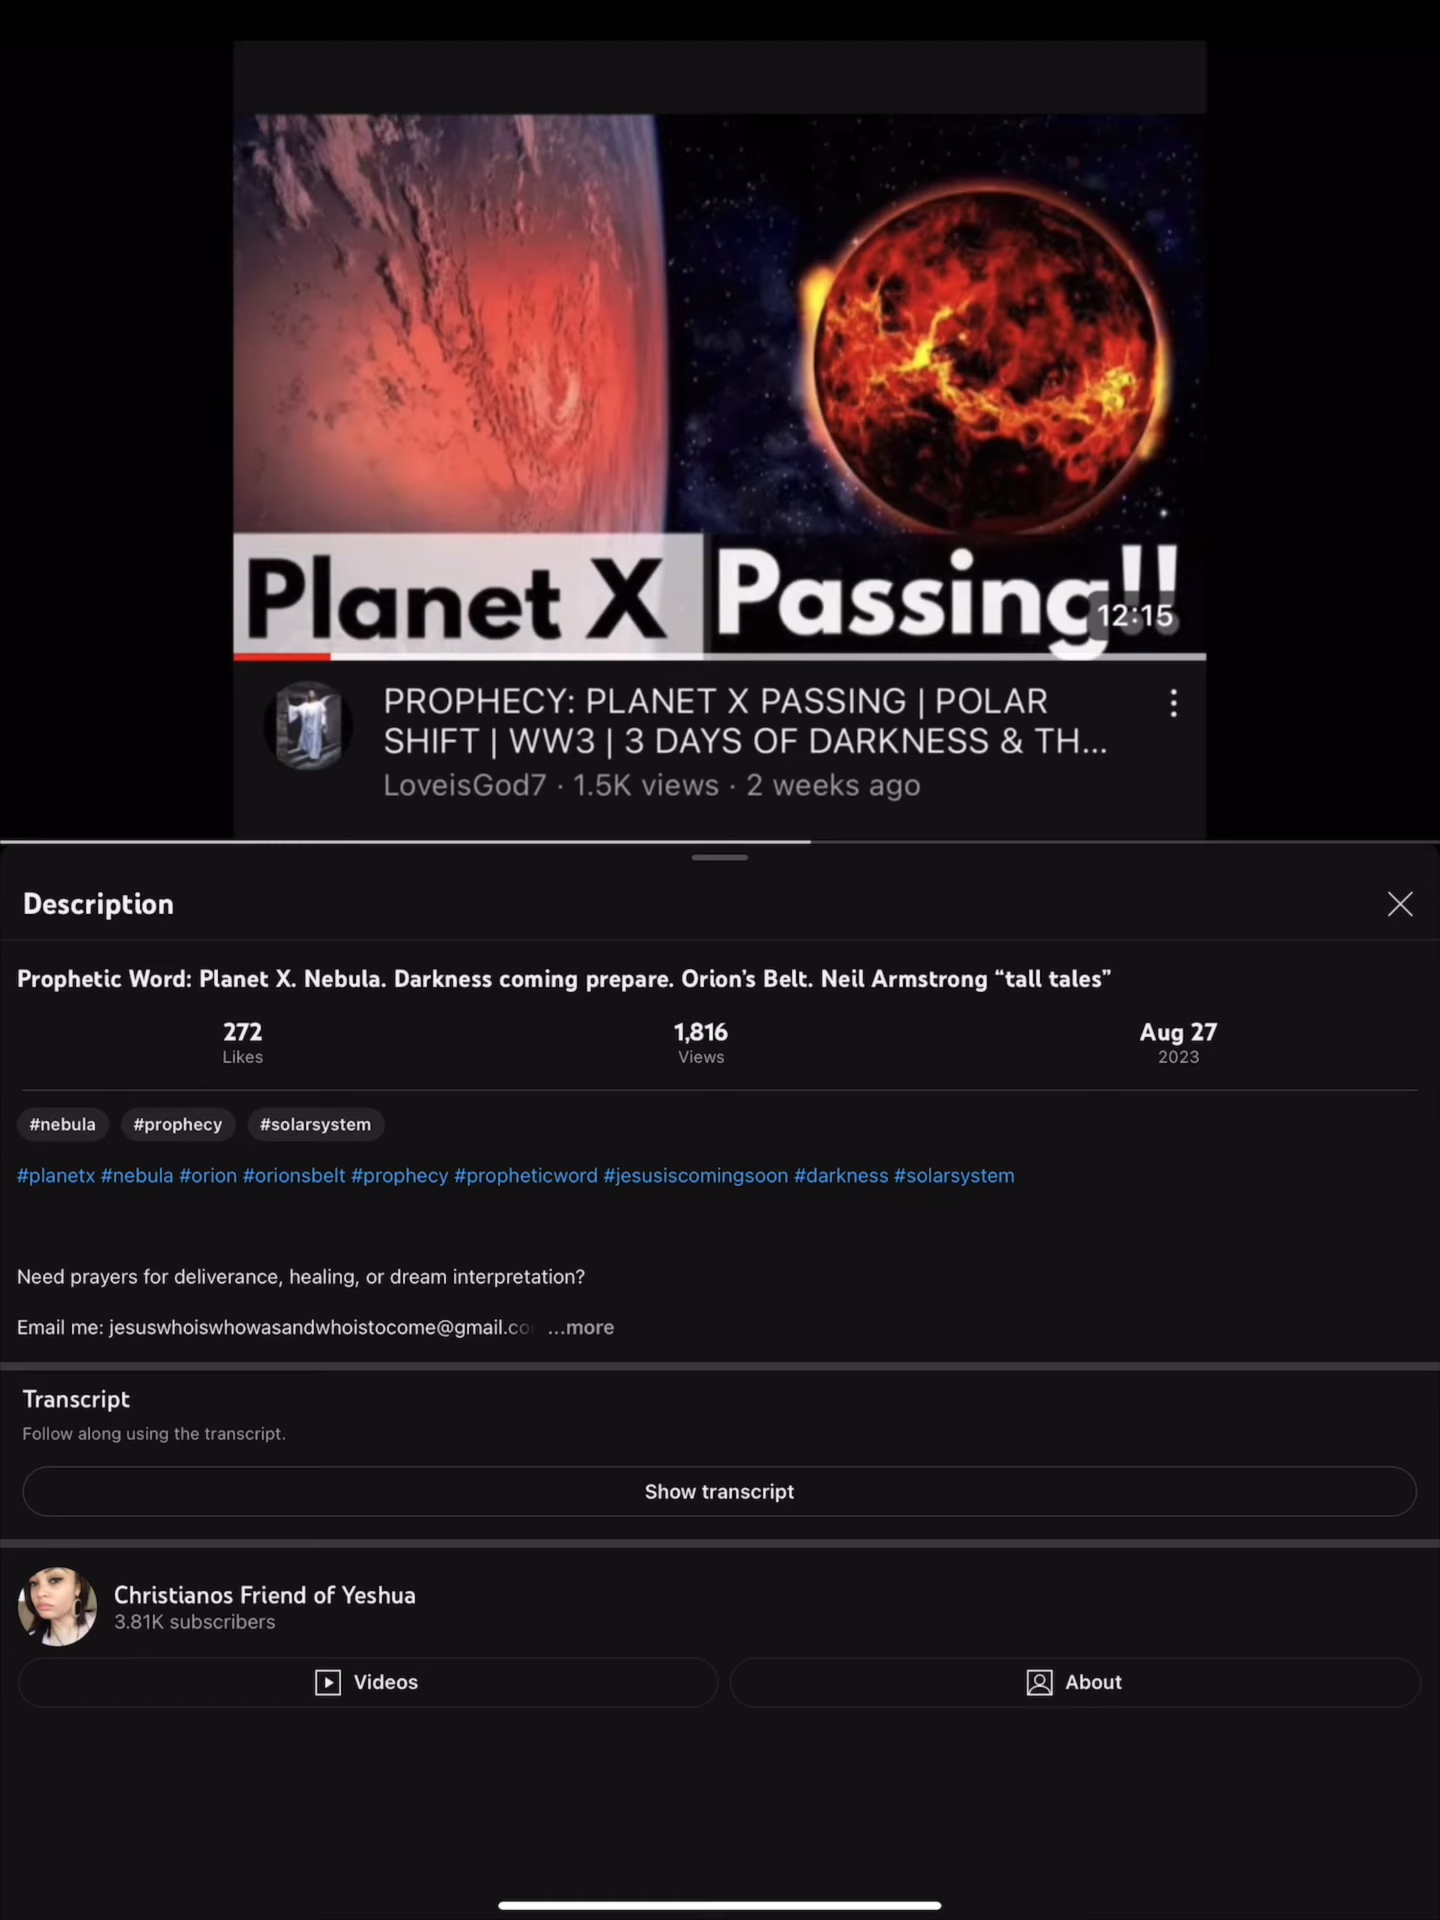 Planet X Passing!!
12:15
PROPHECY: PLANET X PASSING | POLAR
SHIFT | WW3 | 3 DAYS OF DARKNESS & TH...
LoveisGod7 · 1.5K views · 2 weeks ago
Description
Prophetic Word: Planet X. Nebula. Darkness coming prepare. Orion’s Belt. Neil Armstrong “tall tales”
272 1,816 Aug 27
Likes Views 2023
#nebula #prophecy #solarsystem
#planetx #nebula #orion #orionsbelt #prophecy #propheticword #jesusiscomingsoon #darkness #solarsystem
Need prayers for deliverance, healing, or dream interpretation?
Email me: jesuswhoiswhowasandwhoistocome@gmail.co ...more
Transcript
Follow along using the transcript.
Show transcript
Christianos Friend of Yeshua
3.81K subscribers
Videos About